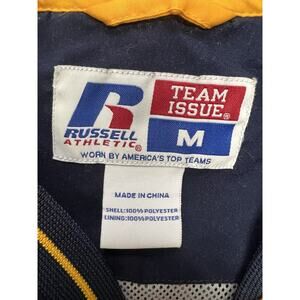 RUSSELL
ATHLETIC®
TEAM
ISSUE®
M
WORN BY AMERICA'S TOP TEAMS
MADE IN CHINA
SHELL:100% POLYESTER
LINING:100% POLYESTER